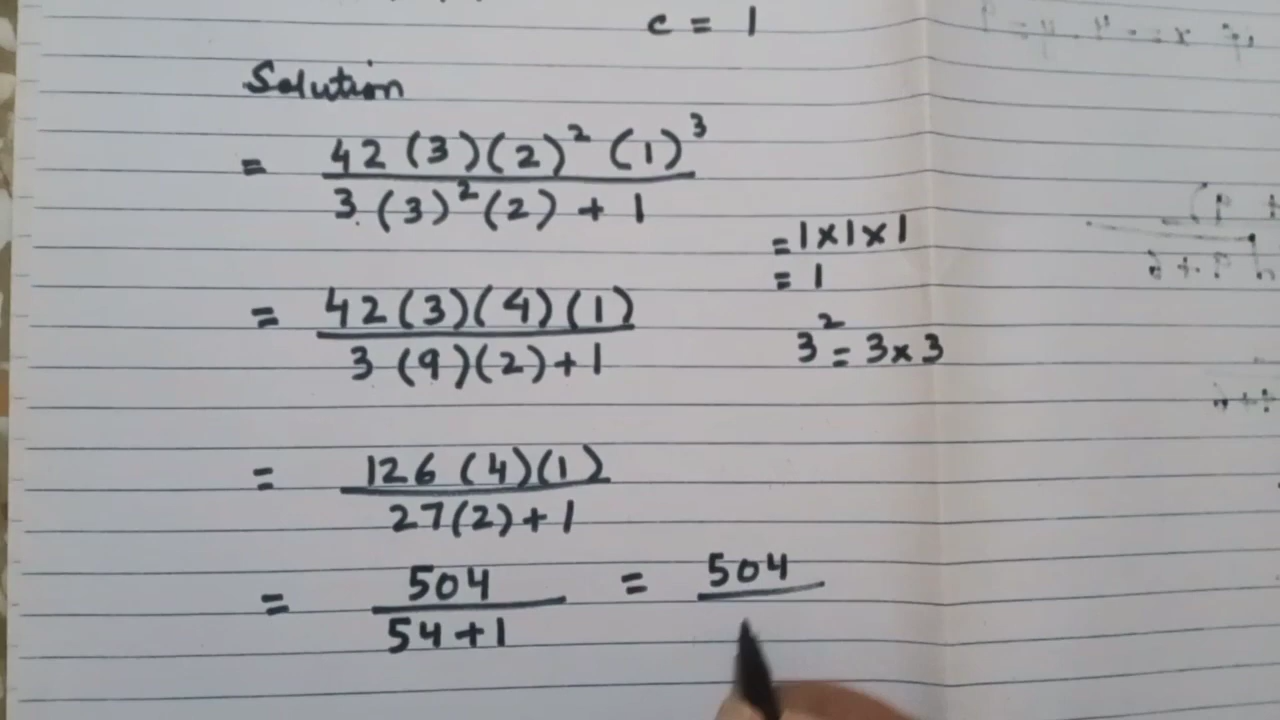 c = 1
Solution
= 42(3)(2)² (1)³ / 3(3)²(2) + 1
= 1×1×1
= 1
= 42(3)(4)(1) / 3(9)(2)+1
3² = 3×3
= 126(4)(1) / 27(2)+1
= 504 / 54+1 = 504